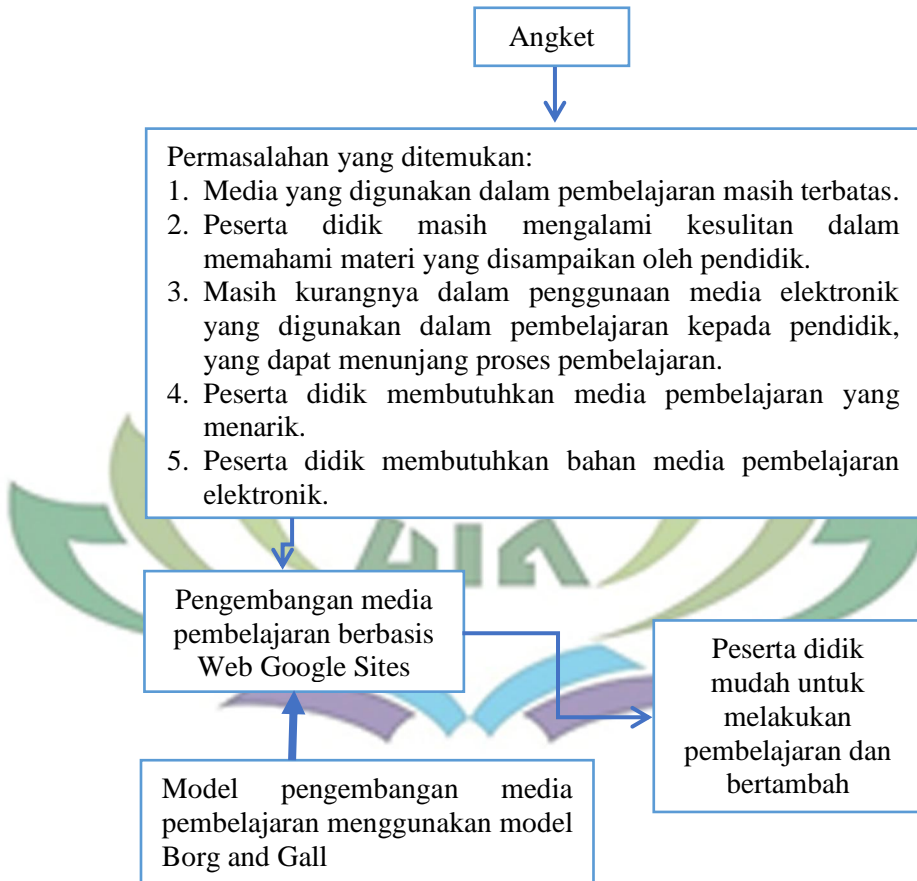 Angket
Permasalahan yang ditemukan:
1. Media yang digunakan dalam pembelajaran masih terbatas.
2. Peserta didik masih mengalami kesulitan dalam
memahami materi yang disampaikan oleh pendidik.
3. Masih kurangnya dalam penggunaan media elektronik
yang digunakan dalam pembelajaran kepada pendidik,
yang dapat menunjang proses pembelajaran.
4. Peserta didik membutuhkan media pembelajaran yang
menarik.
5. Peserta didik membutuhkan bahan media pembelajaran
elektronik.
Pengembangan media
pembelajaran berbasis
Web Google Sites
Peserta didik
mudah untuk
melakukan
pembelajaran dan
bertambah
Model pengembangan media
pembelajaran menggunakan model
Borg and Gall